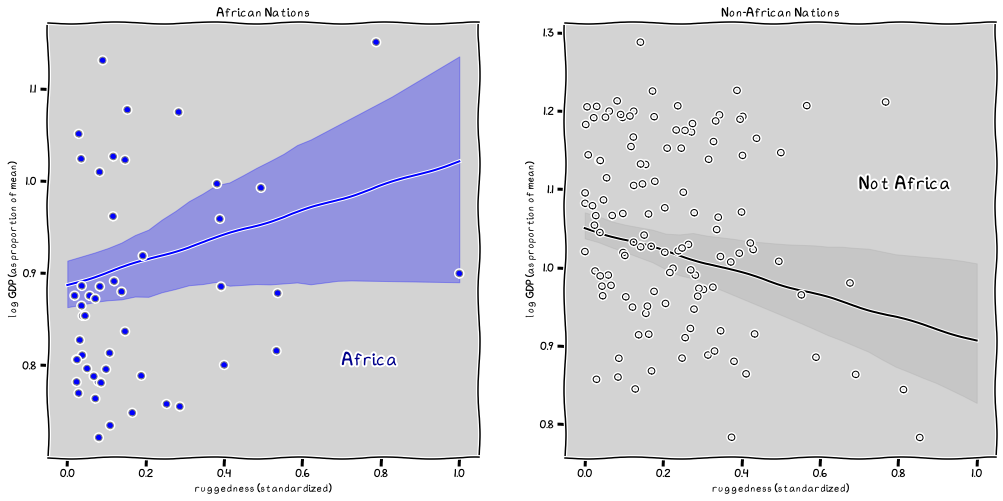 African Nations
Non-African Nations
1.3
1.2
1.1
1.0
0.9
0.8
1.1
1.0
0.9
0.8
log GDP (as proportion of mean)
log GDP (as proportion of mean)
Africa
Not Africa
0.0 0.2 0.4 0.6 0.8 1.0
0.0 0.2 0.4 0.6 0.8 1.0
ruggedness (standardized)
ruggedness (standardized)